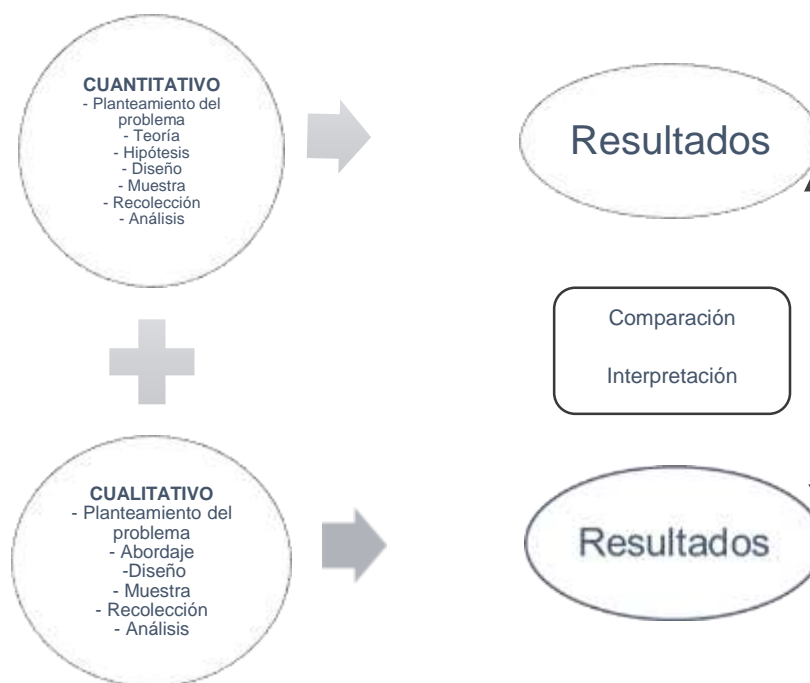 CUANTITATIVO
- Planteamiento del
problema
- Teoría
- Hipótesis
- Diseño
- Muestra
- Recolección
- Análisis
Resultados
Comparación
Interpretación
CUALITATIVO
- Planteamiento del
problema
- Abordaje
-Diseño
- Muestra
- Recolección
- Análisis
Resultados